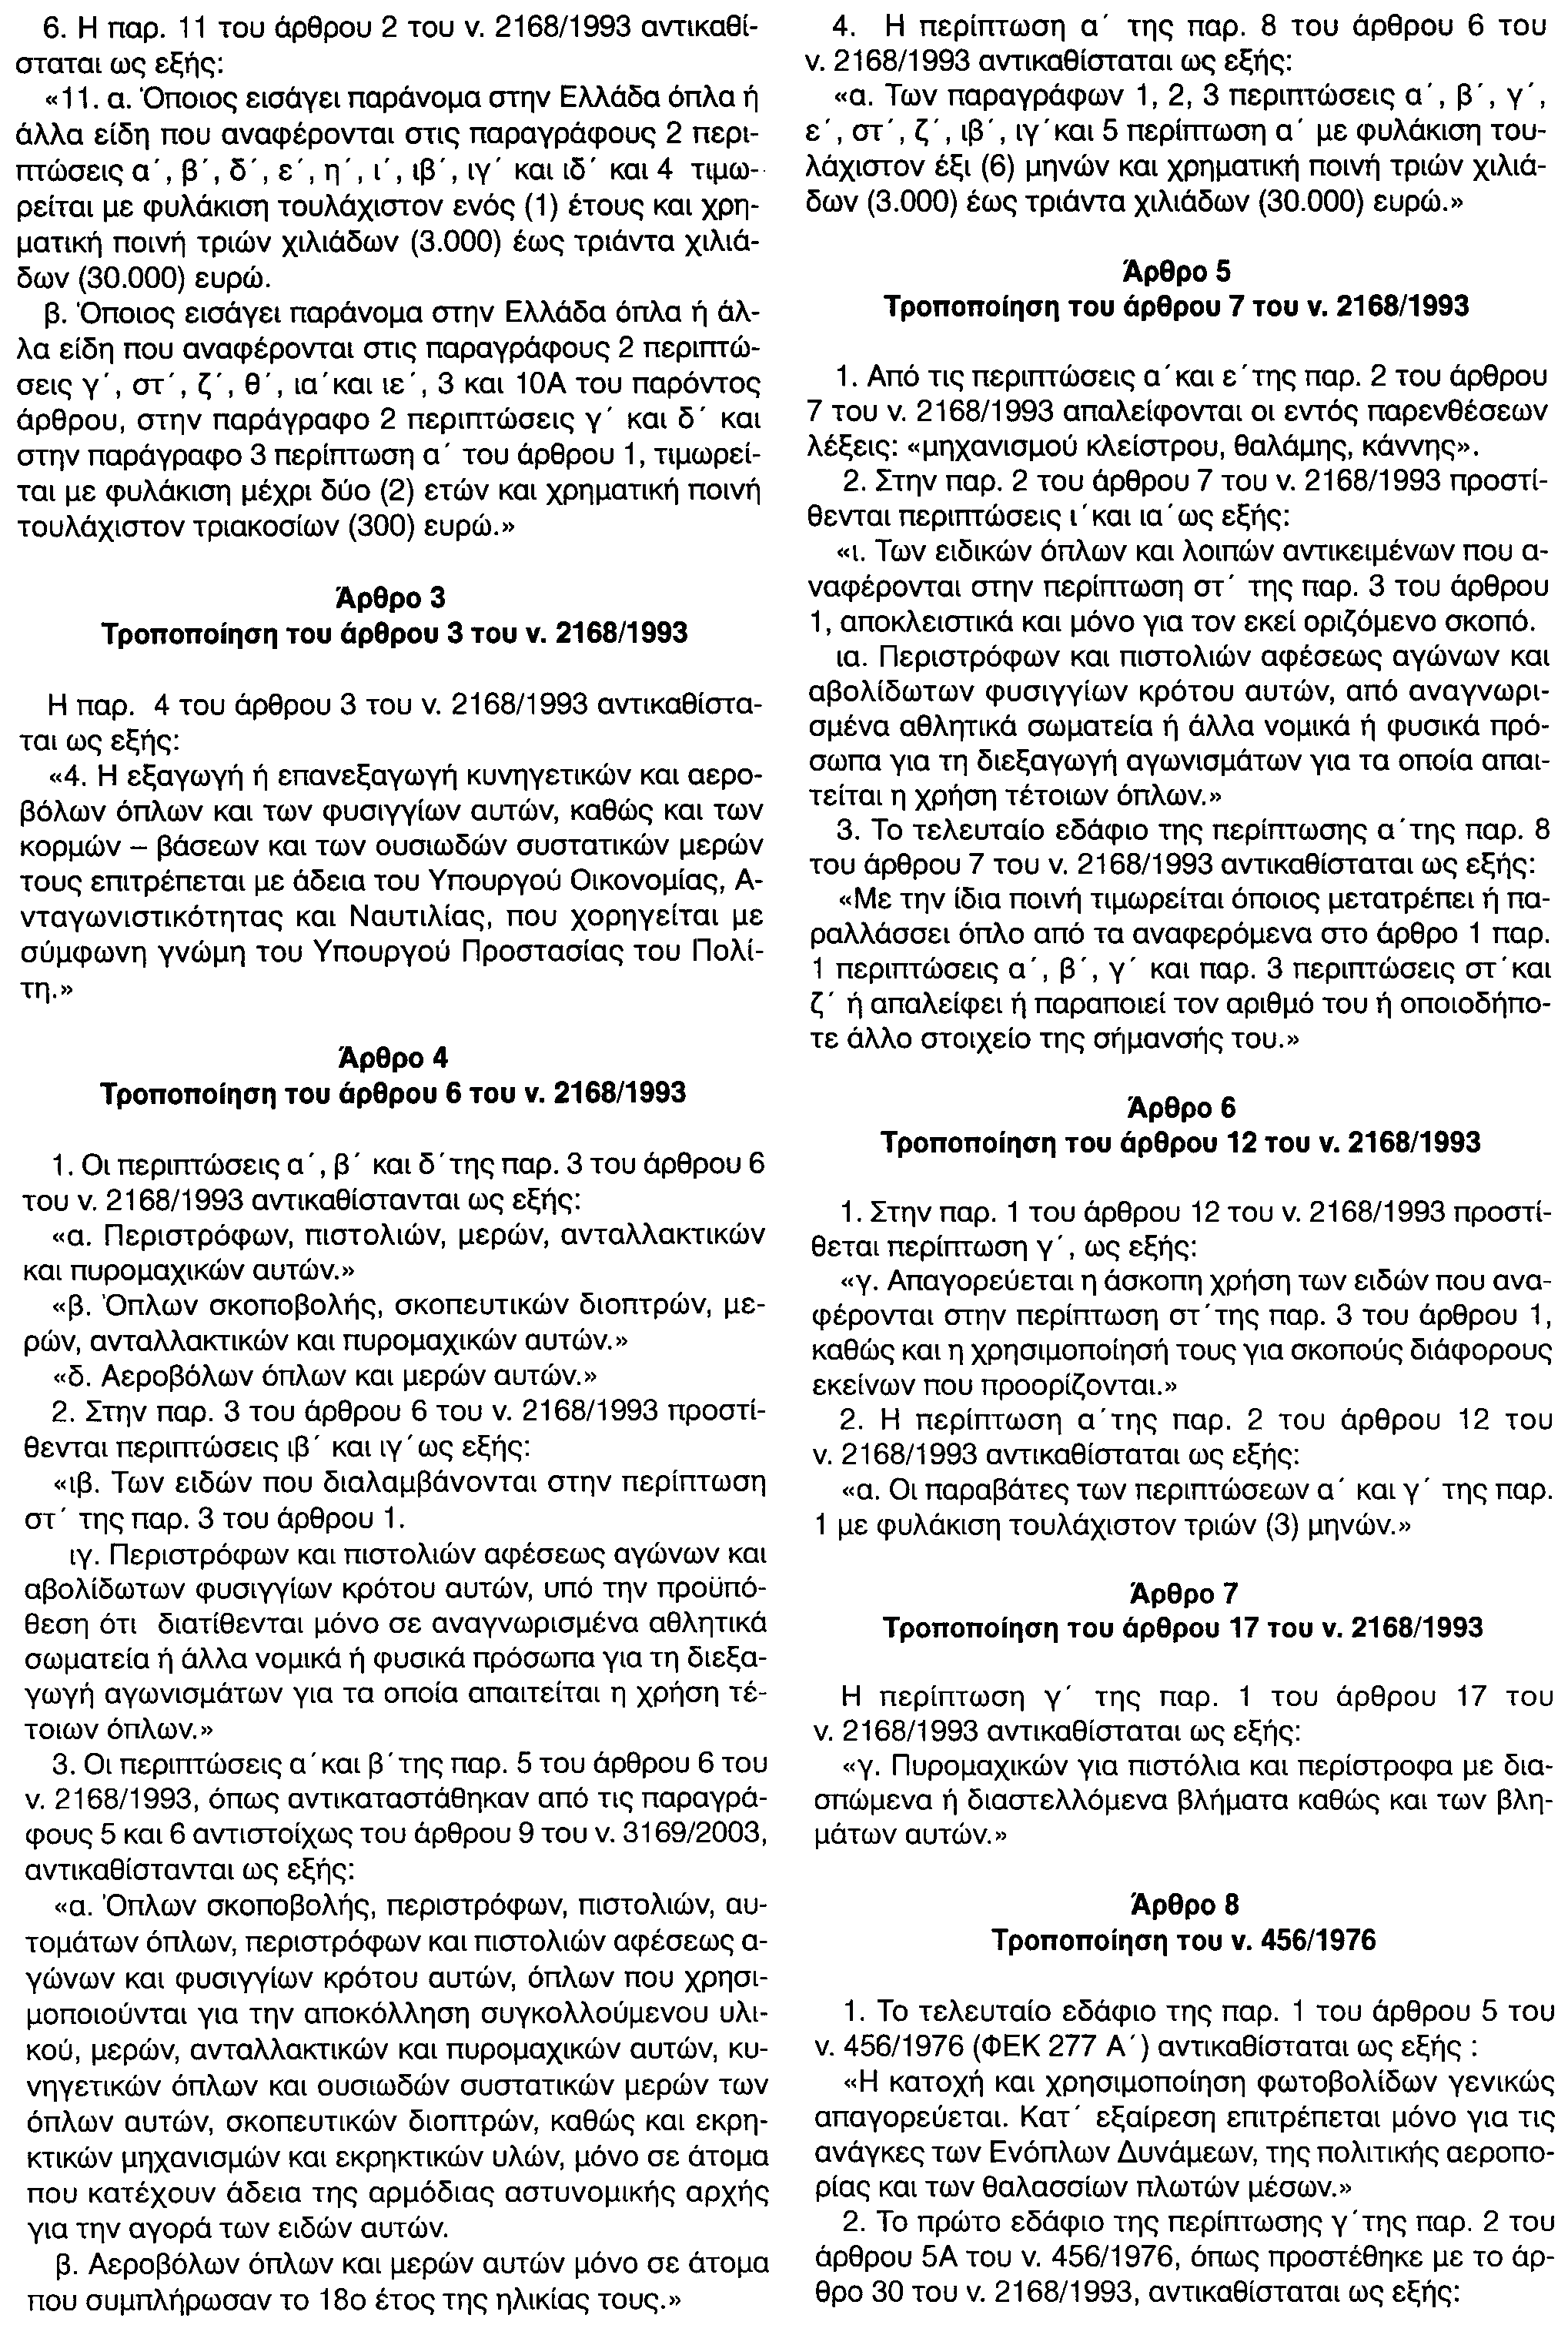 6. Η παρ. 11 του άρθρου 2 του ν. 2168/1993 αντικαθί-
σταται ως εξής:
«11. α. Όποιος εισάγει παράνομα στην Ελλάδα όπλα ή
άλλα είδη που αναφέρονται στις παραγράφους 2 περι-
πτώσεις α΄, β΄, δ΄, ε΄, η΄, ι΄, ιβ΄, ιγ΄ και ιδ΄ και 4 τιμω-
ρείται με φυλάκιση τουλάχιστον ενός (1) έτους και χρη-
ματική ποινή τριών χιλιάδων (3.000) έως τριάντα χιλιά-
δων (30.000) ευρώ.
β. Όποιος εισάγει παράνομα στην Ελλάδα όπλα ή άλ-
λα είδη που αναφέρονται στις παραγράφους 2 περιπτώ-
σεις γ΄, στ΄, ζ΄, θ΄, ια΄και ιε΄, 3 και 10Α του παρόντος
άρθρου, στην παράγραφο 2 περιπτώσεις γ΄ και δ΄ και
στην παράγραφο 3 περίπτωση α΄ του άρθρου 1, τιμωρεί-
ται με φυλάκιση μέχρι δύο (2) ετών και χρηματική ποινή
τουλάχιστον τριακοσίων (300) ευρώ.»
Άρθρο 3
Τροποποίηση του άρθρου 3 του ν. 2168/1993
Η παρ. 4 του άρθρου 3 του ν. 2168/1993 αντικαθίστα-
ται ως εξής:
«4. Η εξαγωγή ή επανεξαγωγή κυνηγετικών και αερο-
βόλων όπλων και των φυσιγγίων αυτών, καθώς και των
κορμών – βάσεων και των ουσιωδών συστατικών μερών
τους επιτρέπεται με άδεια του Υπουργού Οικονομίας, Α-
νταγωνιστικότητας και Ναυτιλίας, που χορηγείται με
σύμφωνη γνώμη του Υπουργού Προστασίας του Πολί-
τη.»
Άρθρο 4
Τροποποίηση του άρθρου 6 του ν. 2168/1993
1. Οι περιπτώσεις α΄, β΄ και δ΄της παρ. 3 του άρθρου 6
του ν. 2168/1993 αντικαθίστανται ως εξής:
«α. Περιστρόφων, πιστολιών, μερών, ανταλλακτικών
και πυρομαχικών αυτών.»
«β. Όπλων σκοποβολής, σκοπευτικών διοπτρών, με-
ρών, ανταλλακτικών και πυρομαχικών αυτών.»
«δ. Αεροβόλων όπλων και μερών αυτών.»
2. Στην παρ. 3 του άρθρου 6 του ν. 2168/1993 προστί-
θενται περιπτώσεις ιβ΄ και ιγ΄ως εξής:
«ιβ. Των ειδών που διαλαμβάνονται στην περίπτωση
στ΄ της παρ. 3 του άρθρου 1.
ιγ. Περιστρόφων και πιστολιών αφέσεως αγώνων και
αβολίδωτων φυσιγγίων κρότου αυτών, υπό την προϋπό-
θεση ότι διατίθενται μόνο σε αναγνωρισμένα αθλητικά
σωματεία ή άλλα νομικά ή φυσικά πρόσωπα για τη διεξα-
γωγή αγωνισμάτων για τα οποία απαιτείται η χρήση τέ-
τοιων όπλων.»
3. Οι περιπτώσεις α΄και β΄της παρ. 5 του άρθρου 6 του
ν. 2168/1993, όπως αντικαταστάθηκαν από τις παραγρά-
φους 5 και 6 αντιστοίχως του άρθρου 9 του ν. 3169/2003,
αντικαθίστανται ως εξής:
«α. Όπλων σκοποβολής, περιστρόφων, πιστολιών, αυ-
τομάτων όπλων, περιστρόφων και πιστολιών αφέσεως α-
γώνων και φυσιγγίων κρότου αυτών, όπλων που χρησι-
μοποιούνται για την αποκόλληση συγκολλούμενου υλι-
κού, μερών, ανταλλακτικών και πυρομαχικών αυτών, κυ-
νηγετικών όπλων και ουσιωδών συστατικών μερών των
όπλων αυτών, σκοπευτικών διοπτρών, καθώς και εκρη-
κτικών μηχανισμών και εκρηκτικών υλών, μόνο σε άτομα
που κατέχουν άδεια της αρμόδιας αστυνομικής αρχής
για την αγορά των ειδών αυτών.
β. Αεροβόλων όπλων και μερών αυτών μόνο σε άτομα
που συμπλήρωσαν το 18ο έτος της ηλικίας τους.»
4. Η περίπτωση α΄ της παρ. 8 του άρθρου 6 του
ν. 2168/1993 αντικαθίσταται ως εξής:
«α. Των παραγράφων 1, 2, 3 περιπτώσεις α΄, β΄, γ΄,
ε΄, στ΄, ζ΄, ιβ΄, ιγ΄και 5 περίπτωση α΄ με φυλάκιση του-
λάχιστον έξι (6) μηνών και χρηματική ποινή τριών χιλιά-
δων (3.000) έως τριάντα χιλιάδων (30.000) ευρώ.»
Άρθρο 5
Τροποποίηση του άρθρου 7 του ν. 2168/1993
1. Από τις περιπτώσεις α΄και ε΄της παρ. 2 του άρθρου
7 του ν. 2168/1993 απαλείφονται οι εντός παρενθέσεων
λέξεις: «μηχανισμού κλείστρου, θαλάμης, κάννης».
2. Στην παρ. 2 του άρθρου 7 του ν. 2168/1993 προστί-
θενται περιπτώσεις ι΄και ια΄ως εξής:
«ι. Των ειδικών όπλων και λοιπών αντικειμένων που α-
ναφέρονται στην περίπτωση στ΄ της παρ. 3 του άρθρου
1, αποκλειστικά και μόνο για τον εκεί οριζόμενο σκοπό.
ια. Περιστρόφων και πιστολιών αφέσεως αγώνων και
αβολίδωτων φυσιγγίων κρότου αυτών, από αναγνωρι-
σμένα αθλητικά σωματεία ή άλλα νομικά ή φυσικά πρό-
σωπα για τη διεξαγωγή αγωνισμάτων για τα οποία απαι-
τείται η χρήση τέτοιων όπλων.»
3. Το τελευταίο εδάφιο της περίπτωσης α΄της παρ. 8
του άρθρου 7 του ν. 2168/1993 αντικαθίσταται ως εξής:
«Με την ίδια ποινή τιμωρείται όποιος μετατρέπει ή πα-
ραλλάσσει όπλο από τα αναφερόμενα στο άρθρο 1 παρ.
1 περιπτώσεις α΄, β΄, γ΄ και παρ. 3 περιπτώσεις στ΄και
ζ΄ ή απαλείφει ή παραποιεί τον αριθμό του ή οποιοδήπο-
τε άλλο στοιχείο της σήμανσής του.»
Άρθρο 6
Τροποποίηση του άρθρου 12 του ν. 2168/1993
1. Στην παρ. 1 του άρθρου 12 του ν. 2168/1993 προστί-
θεται περίπτωση γ΄, ως εξής:
«γ. Απαγορεύεται η άσκοπη χρήση των ειδών που ανα-
φέρονται στην περίπτωση στ΄της παρ. 3 του άρθρου 1,
καθώς και η χρησιμοποίησή τους για σκοπούς διάφορους
εκείνων που προορίζονται.»
2. Η περίπτωση α΄της παρ. 2 του άρθρου 12 του
ν. 2168/1993 αντικαθίσταται ως εξής:
«α. Οι παραβάτες των περιπτώσεων α΄ και γ΄ της παρ.
1 με φυλάκιση τουλάχιστον τριών (3) μηνών.»
Άρθρο 7
Τροποποίηση του άρθρου 17 του ν. 2168/1993
Η περίπτωση γ΄ της παρ. 1 του άρθρου 17 του
ν. 2168/1993 αντικαθίσταται ως εξής:
«γ. Πυρομαχικών για πιστόλια και περίστροφα με δια-
σπώμενα ή διαστελλόμενα βλήματα καθώς και των βλη-
μάτων αυτών.»
Άρθρο 8
Τροποποίηση του ν. 456/1976
1. Το τελευταίο εδάφιο της παρ. 1 του άρθρου 5 του
ν. 456/1976 (ΦΕΚ 277 Α΄) αντικαθίσταται ως εξής :
«Η κατοχή και χρησιμοποίηση φωτοβολίδων γενικώς
απαγορεύεται. Κατ΄ εξαίρεση επιτρέπεται μόνο για τις
ανάγκες των Ενόπλων Δυνάμεων, της πολιτικής αεροπο-
ρίας και των θαλασσίων πλωτών μέσων.»
2. Το πρώτο εδάφιο της περίπτωσης γ΄της παρ. 2 του
άρθρου 5Α του ν. 456/1976, όπως προστέθηκε με το άρ-
θρο 30 του ν. 2168/1993, αντικαθίσταται ως εξής: